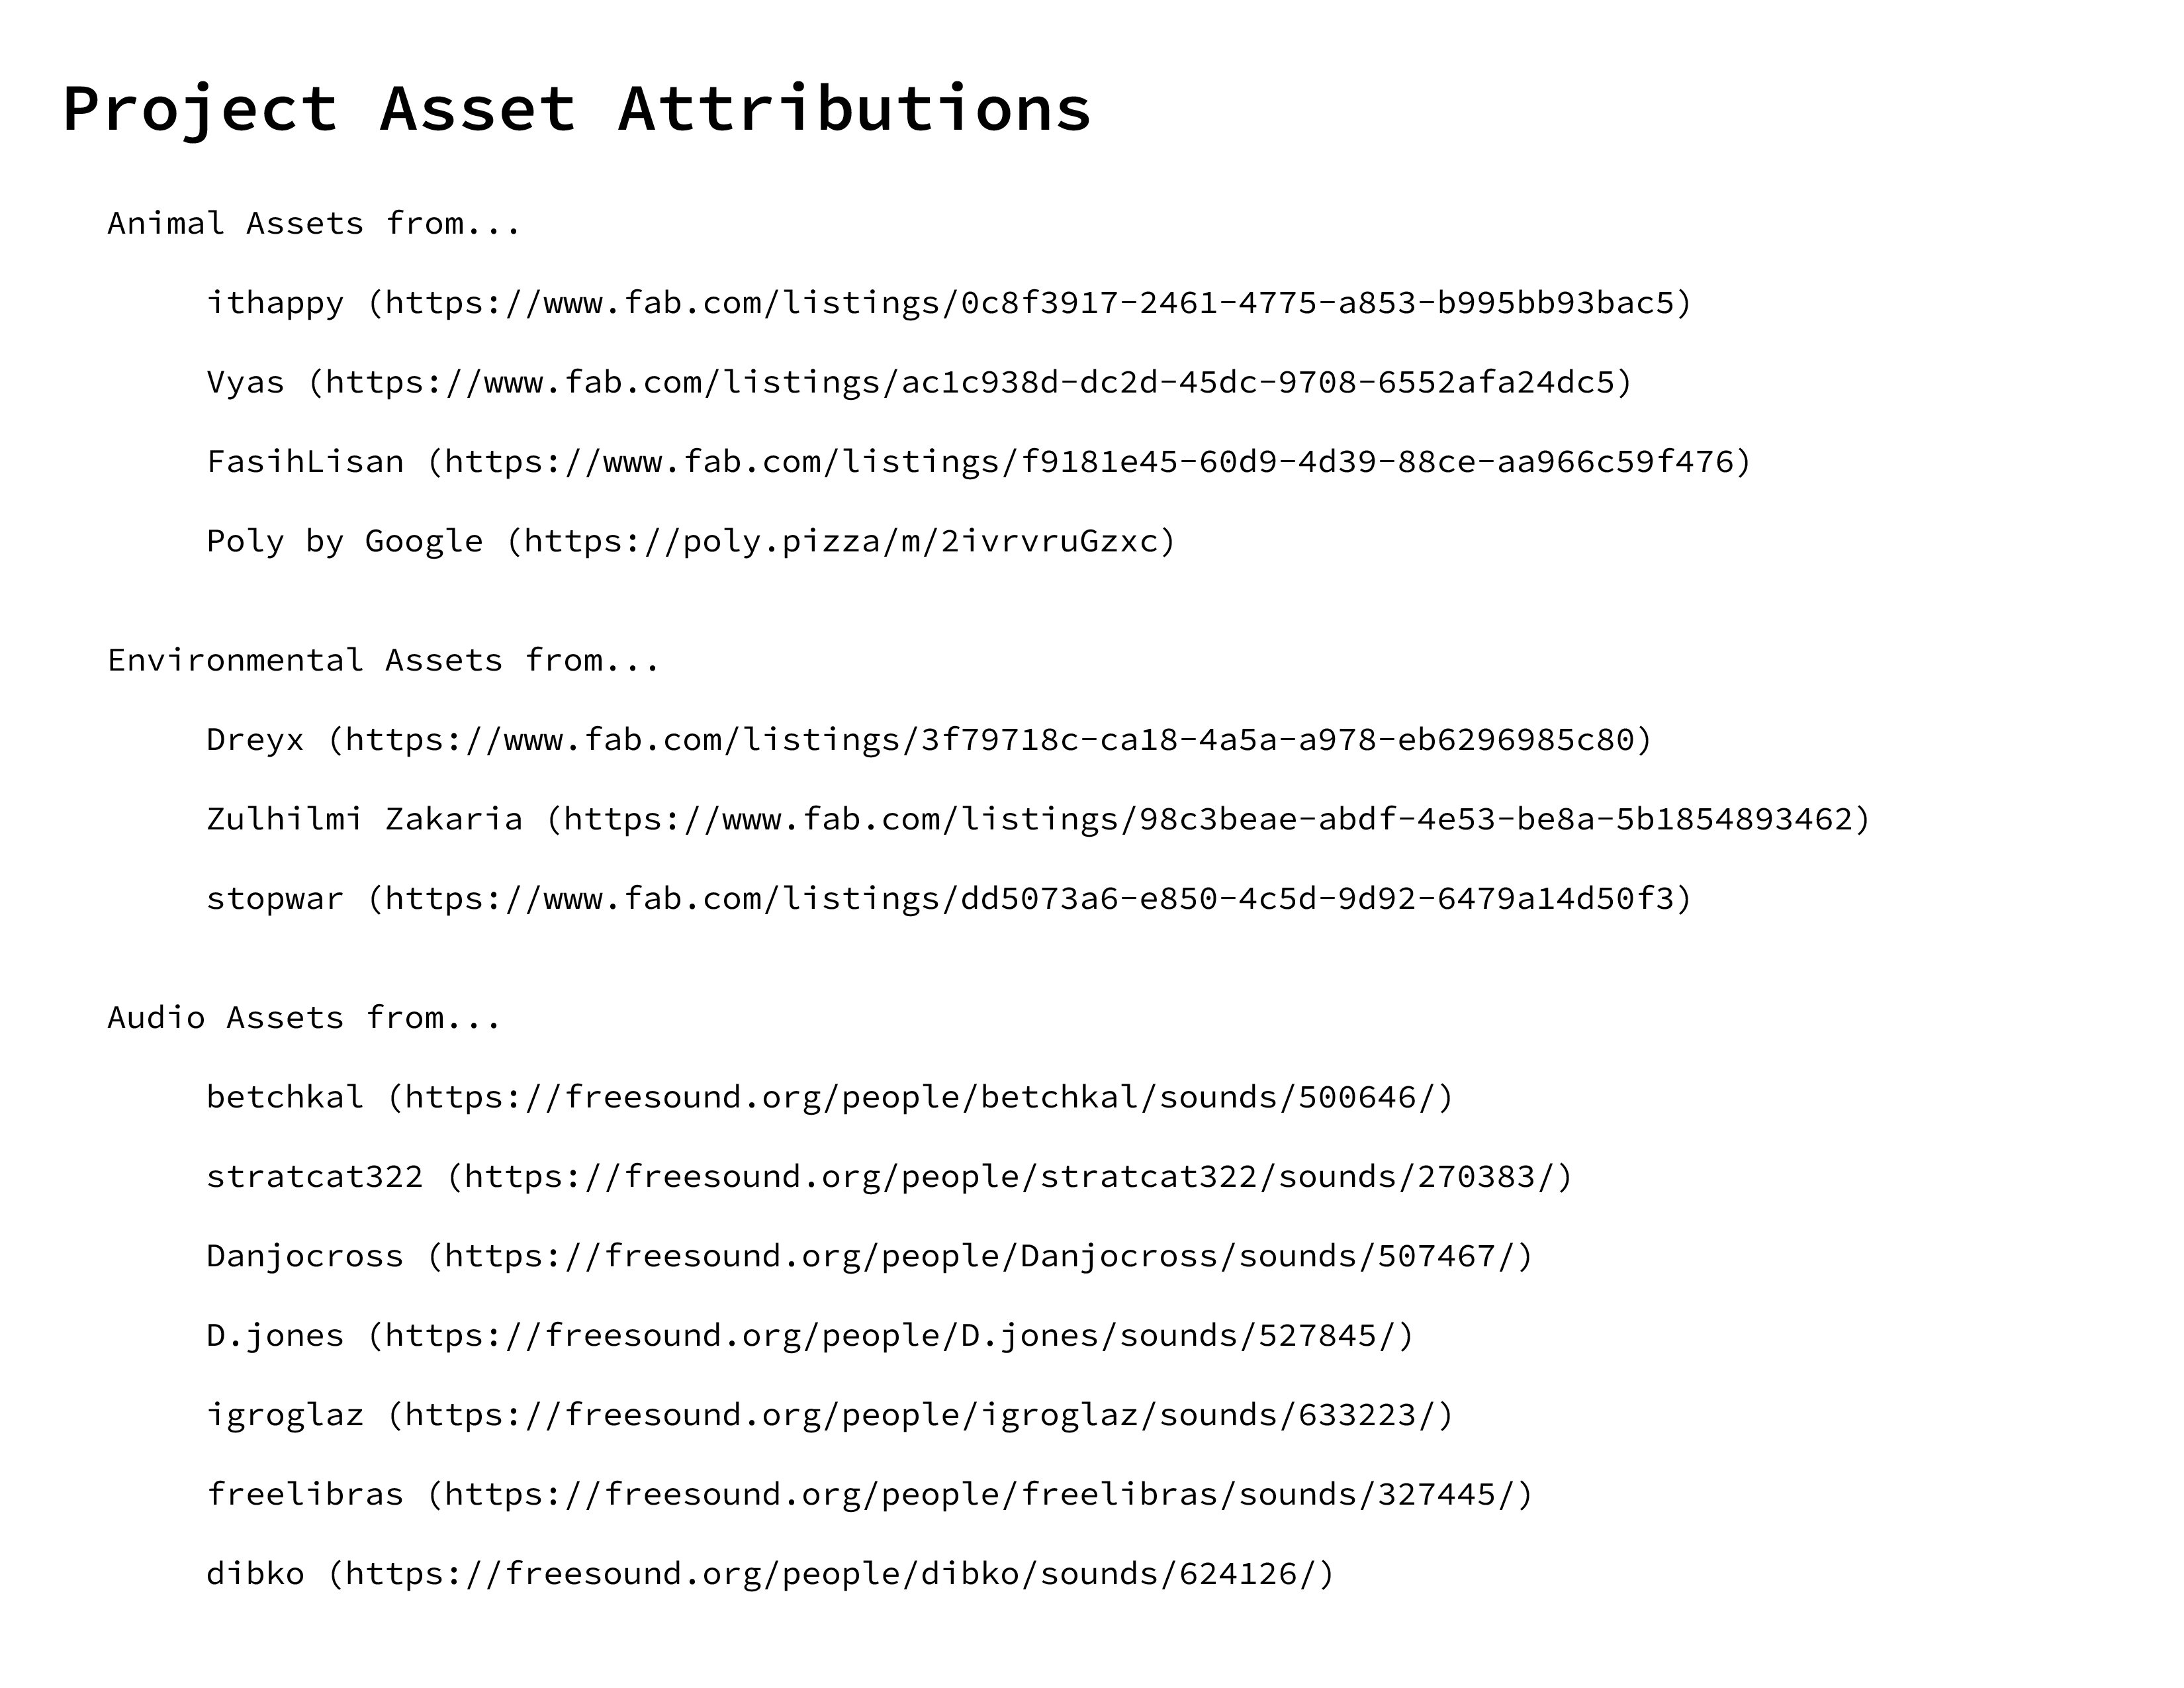 Project Asset Attributions
Animal Assets from...
ithappy (https://www.fab.com/listings/0c8f3917-2461-4775-a853-b995bb93bac5)
Vyas (https://www.fab.com/listings/ac1c938d-dc2d-45dc-9708-6552afa24dc5)
FasihLisan (https://www.fab.com/listings/f9181e45-60d9-4d39-88ce-aa966c59f476)
Poly by Google (https://poly.pizza/m/2ivrvruGzxc)
Environmental Assets from...
Dreyx (https://www.fab.com/listings/3f79718c-ca18-4a5a-a978-eb6296985c80)
Zulhilmi Zakaria (https://www.fab.com/listings/98c3beae-abdf-4e53-be8a-5b1854893462)
stopwar (https://www.fab.com/listings/dd5073a6-e850-4c5d-9d92-6479a14d50f3)
Audio Assets from...
betchkal (https://freesound.org/people/betchkal/sounds/500646/)
stratcat322 (https://freesound.org/people/stratcat322/sounds/270383/)
Danjocross (https://freesound.org/people/Danjocross/sounds/507467/)
D.jones (https://freesound.org/people/D.jones/sounds/527845/)
igroglaz (https://freesound.org/people/igroglaz/sounds/633223/)
freelibras (https://freesound.org/people/freelibras/sounds/327445/)
dibko (https://freesound.org/people/dibko/sounds/624126/)